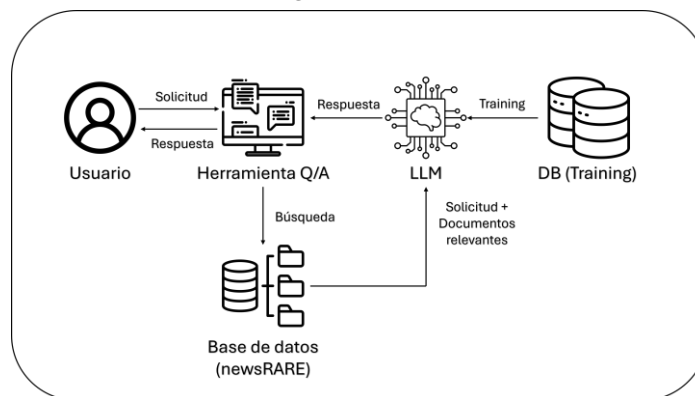 Solicitud
Respuesta
Usuario
Herramienta Q/A
Respuesta
LLM
Training
DB (Training)
Búsqueda
Solicitud +
Documentos
relevantes
Base de datos
(newsRARE)